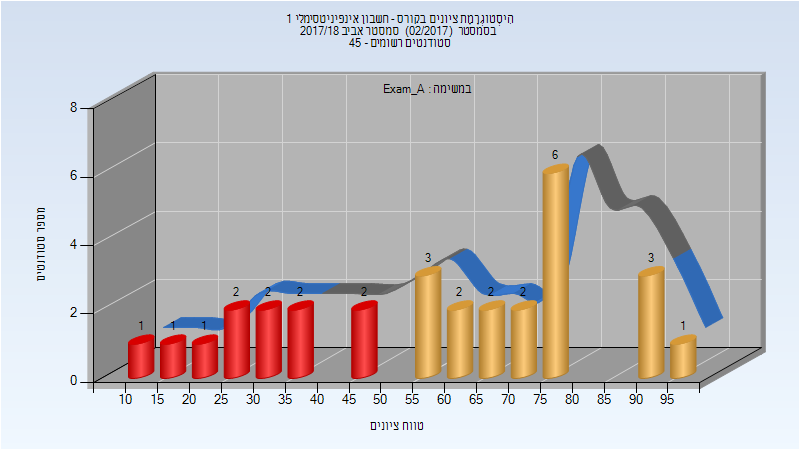 היסטוגרמת ציונים בקורס - חשבון אינפיניטסימלי 1
בסמסטר (02/2017) סמסטר אביב 2017/18
סטודנטים רשומים - 45
במשימה : Exam_A
מספר סטודנטים
8
6
4
2
0
1 1 1 2 2 2 2 3 2 2 2 6 3 1
10 15 20 25 30 35 40 45 50 55 60 65 70 75 80 85 90 95
טווח ציונים